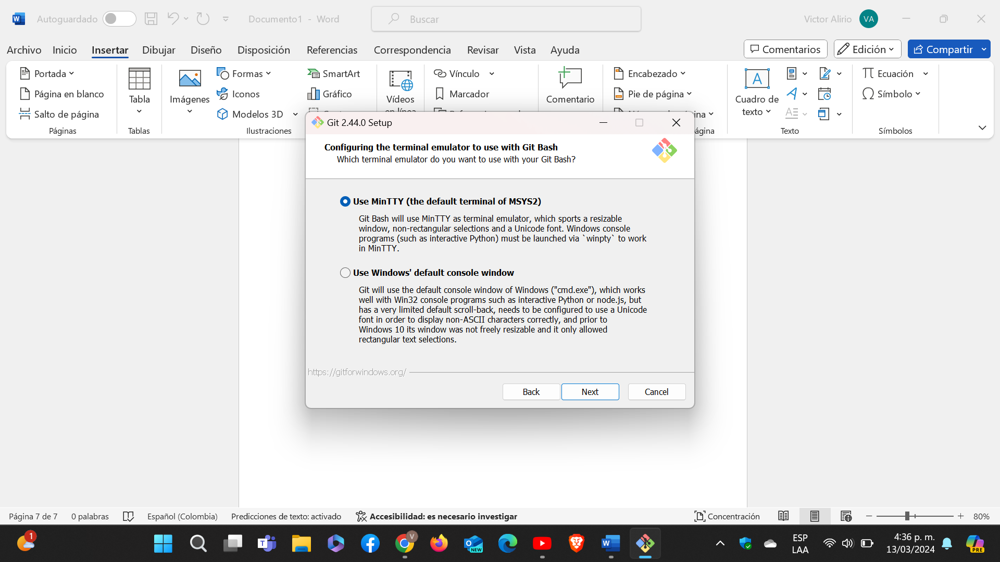 Autoguardado
Documento1 - Word
Buscar
Victor Alirio
VA
Archivo
Inicio
Insertar
Dibujar
Diseño
Disposición
Referencias
Correspondencia
Revisar
Vista
Ayuda
Comentarios
Edición
Compartir
Portada
Página en blanco
Salto de página
Páginas
Tabla
Tablas
Imágenes
Formas
Iconos
Modelos 3D
Ilustraciones
SmartArt
Gráfico
Vídeos
Vínculo
Marcador
Comentario
Encabezado
Pie de página
Cuadro de
texto
Texto
Ecuación
Símbolo
Símbolos
Git 2.44.0 Setup
Configuring the terminal emulator to use with Git Bash
Which terminal emulator do you want to use with your Git Bash?
Use MinTTY (the default terminal of MSYS2)
Git Bash will use MinTTY as terminal emulator, which sports a resizable
window, non-rectangular selections and a Unicode font. Windows console
programs (such as interactive Python) must be launched via `winpty` to work
in MinTTY.
Use Windows' default console window
Git will use the default console window of Windows ("cmd.exe"), which works
well with Win32 console programs such as interactive Python or node.js, but
has a very limited default scroll-back, needs to be configured to use a Unicode
font in order to display non-ASCII characters correctly, and prior to
Windows 10 its window was not freely resizable and it only allowed
rectangular text selections.
https://gitforwindows.org/
Back
Next
Cancel
Página 7 de 7
0 palabras
Español (Colombia)
Predicciones de texto: activado
Accesibilidad: es necesario investigar
Concentración
80%
1
T
V
O
NEW
W
ESP
LAA
4:36 p. m.
13/03/2024
PRE